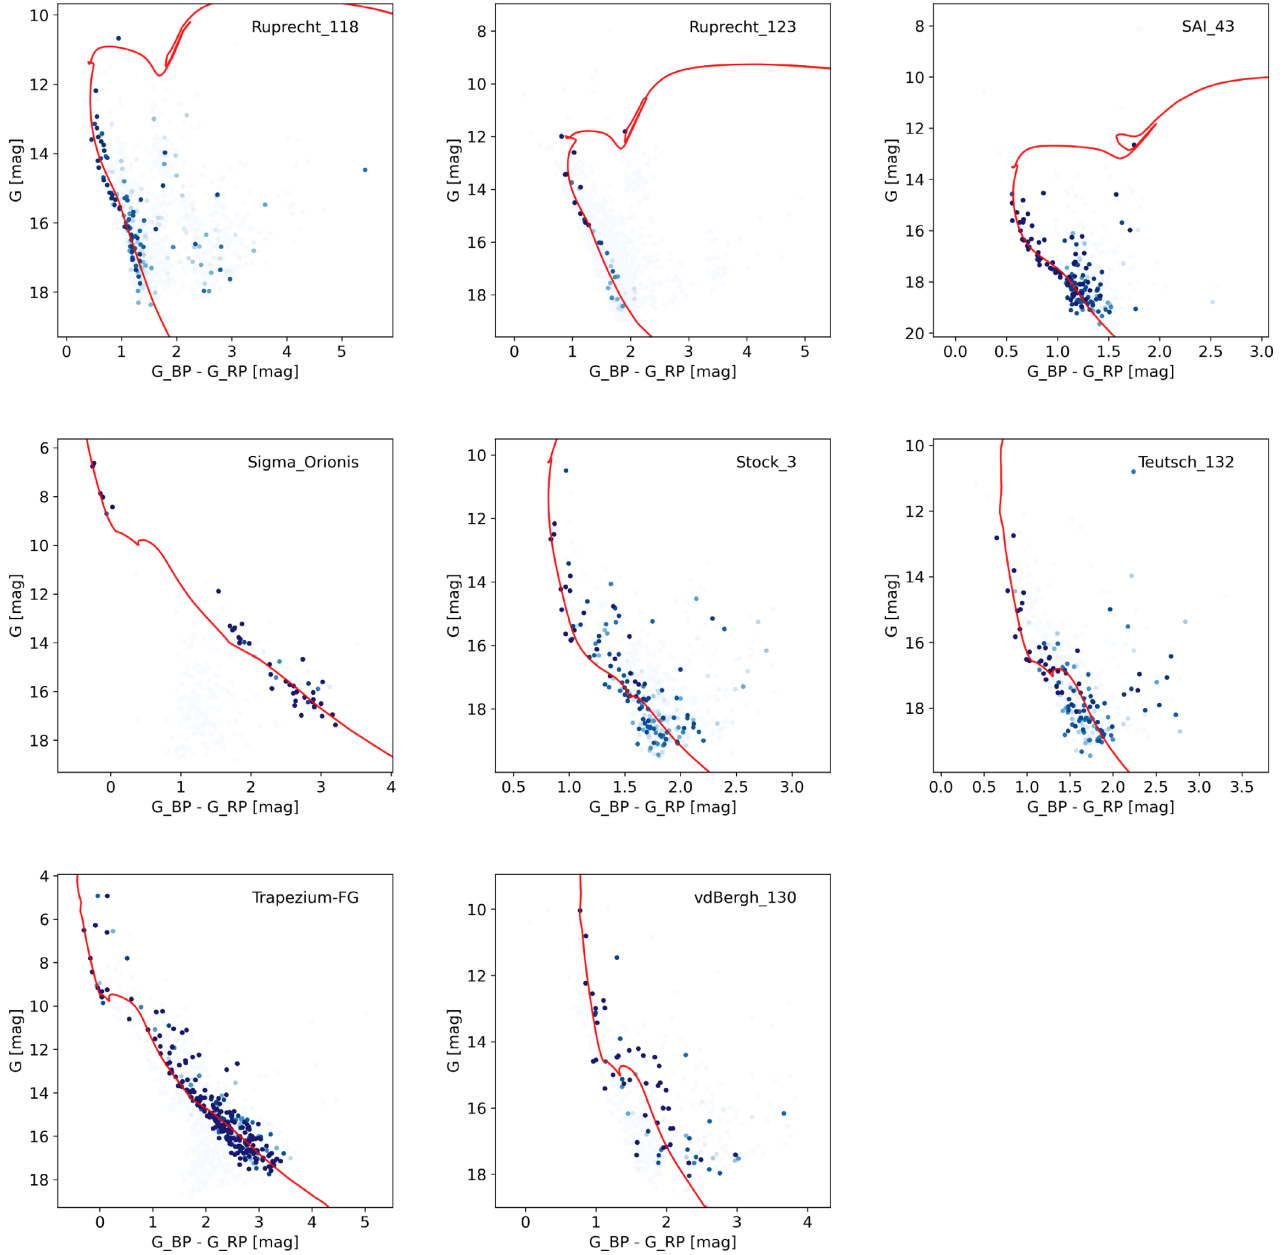 Ruprecht_118
10
12
14
16
18
G [mag]
0 1 2 3 4 5
G_BP - G_RP [mag]
Ruprecht_123
8
10
12
14
16
18
G [mag]
0 1 2 3 4 5
G_BP - G_RP [mag]
SAI_43
8
10
12
14
16
18
20
G [mag]
0.0 0.5 1.0 1.5 2.0 2.5 3.0
G_BP - G_RP [mag]
Sigma_Orionis
6
8
10
12
14
16
18
G [mag]
0 1 2 3 4
G_BP - G_RP [mag]
Stock_3
10
12
14
16
18
G [mag]
0.5 1.0 1.5 2.0 2.5 3.0
G_BP - G_RP [mag]
Teutsch_132
10
12
14
16
18
G [mag]
0.0 0.5 1.0 1.5 2.0 2.5 3.0 3.5
G_BP - G_RP [mag]
Trapezium-FG
4
6
8
10
12
14
16
18
G [mag]
0 1 2 3 4 5
G_BP - G_RP [mag]
vdBergh_130
10
12
14
16
18
G [mag]
0 1 2 3 4
G_BP - G_RP [mag]